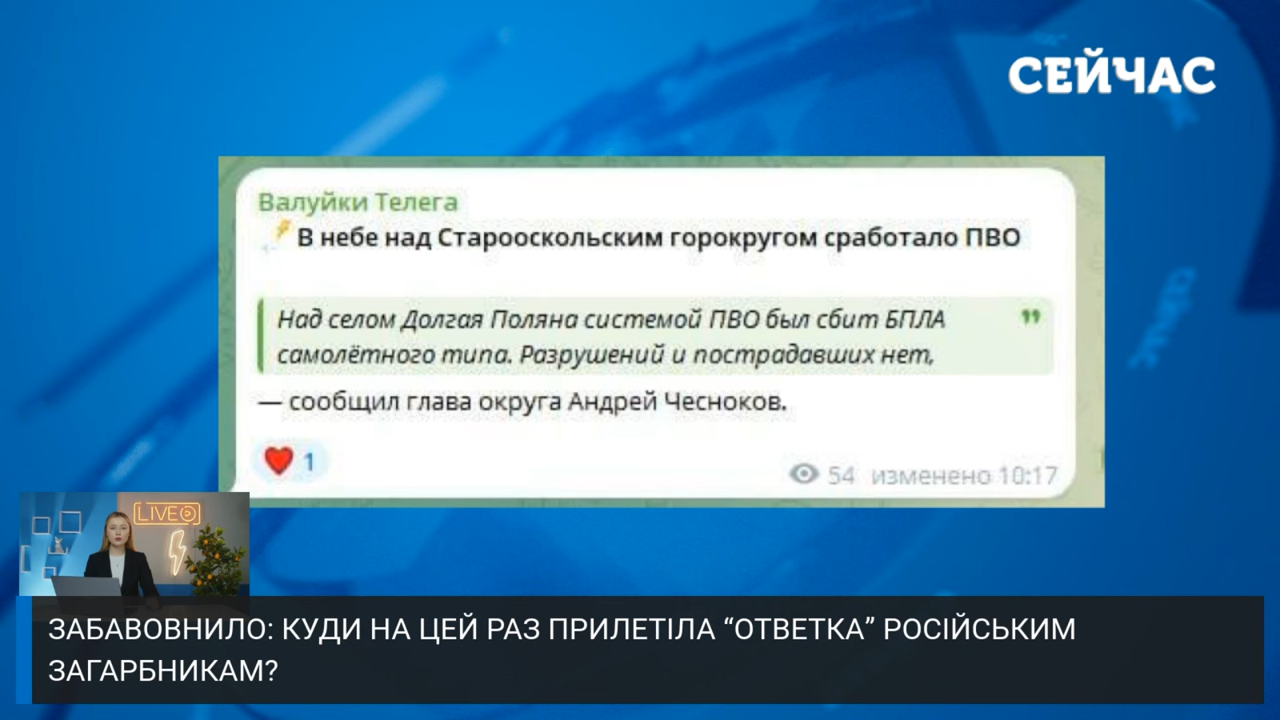 СЕЙЧАС
Валуйки Телега
В небе над Старооскольским горокругом сработало ПВО
Над селом Долгая Поляна системой ПВО был сбит БПЛА
самолётного типа. Разрушений и пострадавших нет,
— сообщил глава округа Андрей Чесноков.
1
54 изменено 10:17
LIVE
ЗАБАВОВНИЛО: КУДИ НА ЦЕЙ РАЗ ПРИЛЕТІЛА “ОТВЕТКА” РОСІЙСЬКИМ
ЗАГАРБНИКАМ?